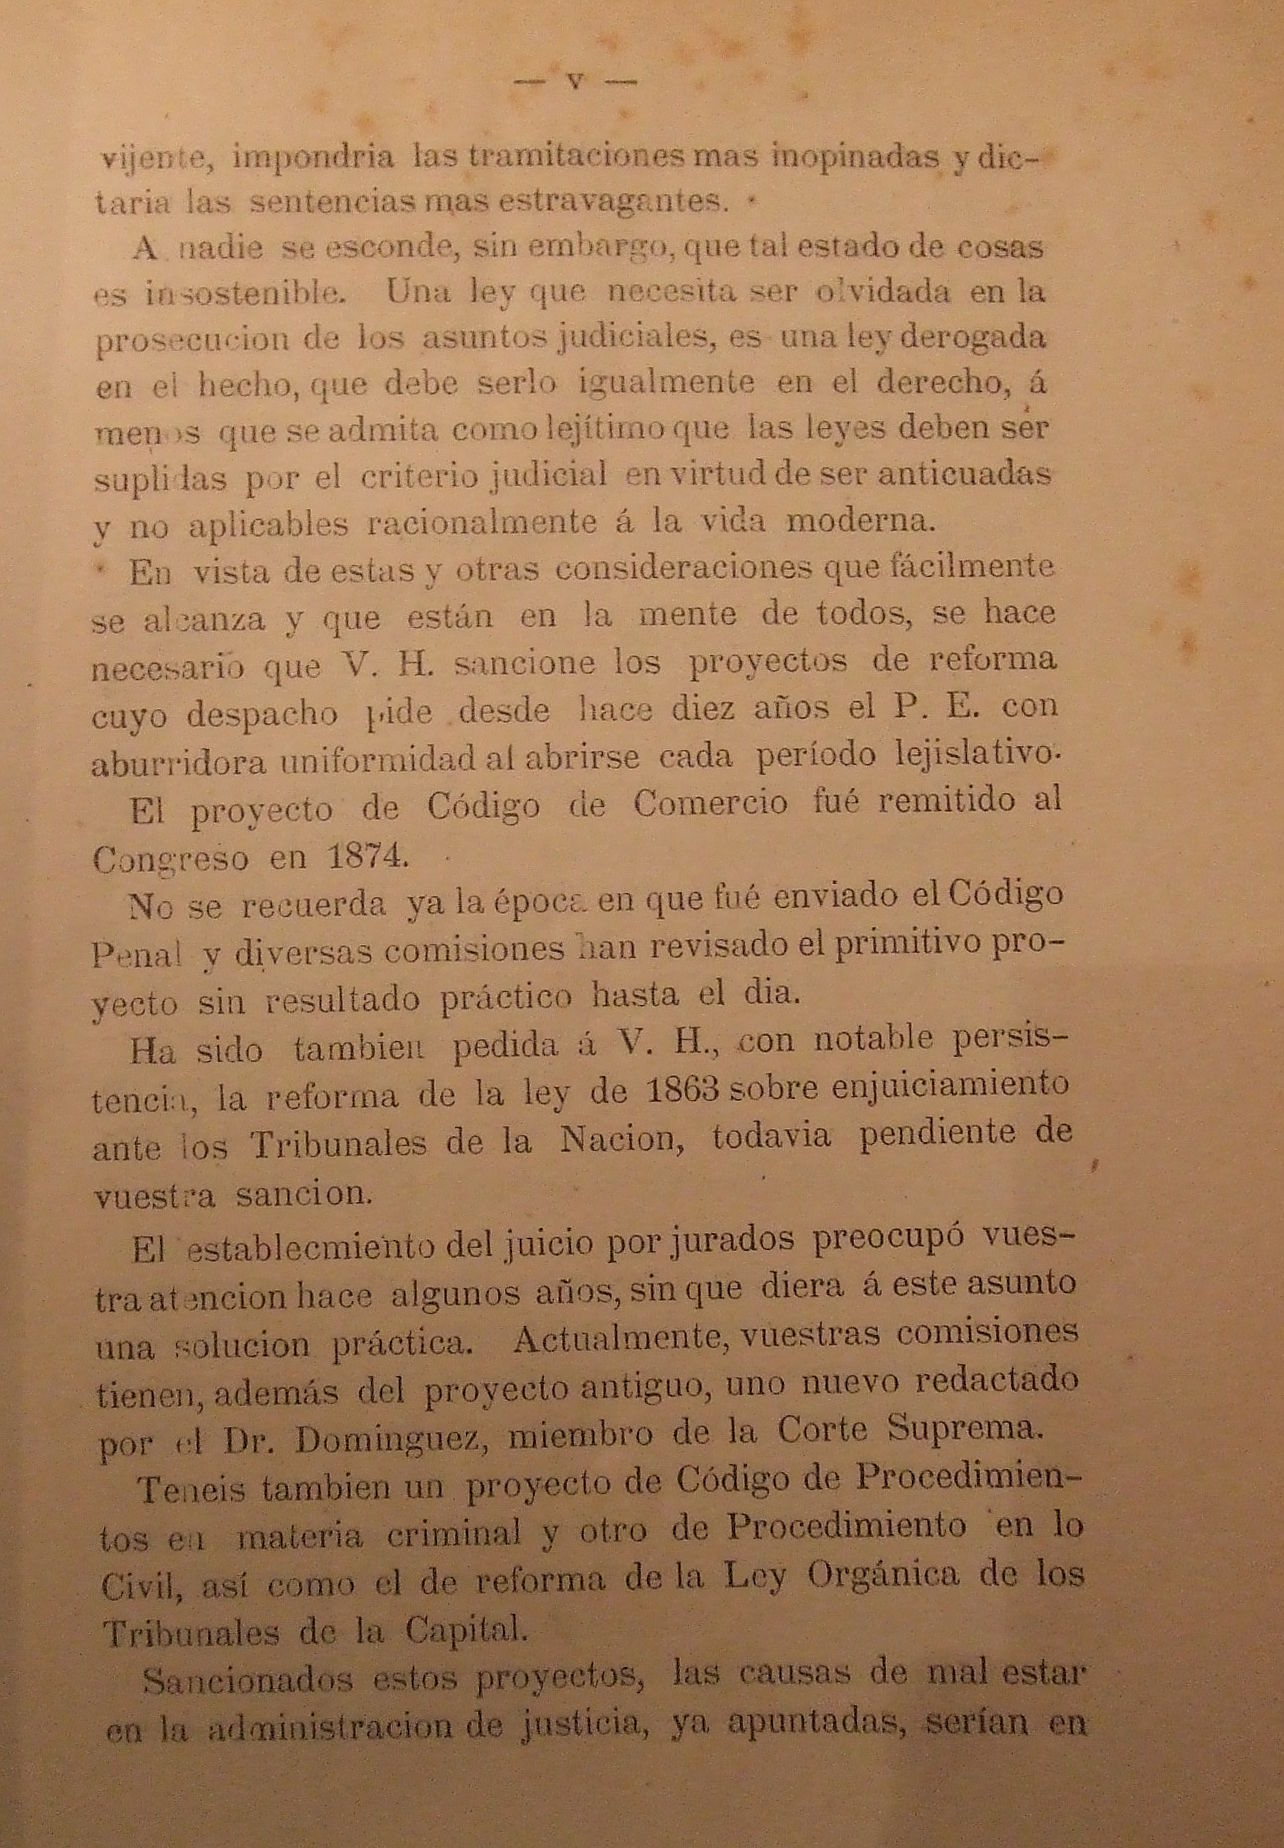 — v —
vijente, impondria las tramitaciones mas inopinadas y dic-
taria las sentencias mas estravagantes.
A nadie se esconde, sin embargo, que tal estado de cosas
es insostenible. Una ley que necesita ser olvidada en la
prosecucion de los asuntos judiciales, es una ley derogada
en el hecho, que debe serlo igualmente en el derecho, á
menos que se admita como lejítimo que las leyes deben ser
suplidas por el criterio judicial en virtud de ser anticuadas
y no aplicables racionalmente á la vida moderna.
En vista de estas y otras consideraciones que fácilmente
se alcanza y que están en la mente de todos, se hace
necesario que V. H. sancione los proyectos de reforma
cuyo despacho pide desde hace diez años el P. E. con
aburridora uniformidad al abrirse cada período lejislativo.
El proyecto de Código de Comercio fué remitido al
Congreso en 1874.
No se recuerda ya la época en que fué enviado el Código
Penal y diversas comisiones han revisado el primitivo pro-
yecto sin resultado práctico hasta el dia.
Ha sido tambien pedida á V. H., con notable persis-
tencia, la reforma de la ley de 1863 sobre enjuiciamiento
ante los Tribunales de la Nacion, todavia pendiente de
vuestra sancion.
El establecmiento del juicio por jurados preocupó vues-
tra atencion hace algunos años, sin que diera á este asunto
una solucion práctica. Actualmente, vuestras comisiones
tienen, además del proyecto antiguo, uno nuevo redactado
por el Dr. Dominguez, miembro de la Corte Suprema.
Teneis tambien un proyecto de Código de Procedimien-
tos en materia criminal y otro de Procedimiento en lo
Civil, así como el de reforma de la Ley Orgánica de los
Tribunales de la Capital.
Sancionados estos proyectos, las causas de mal estar
en la administracion de justicia, ya apuntadas, serían en